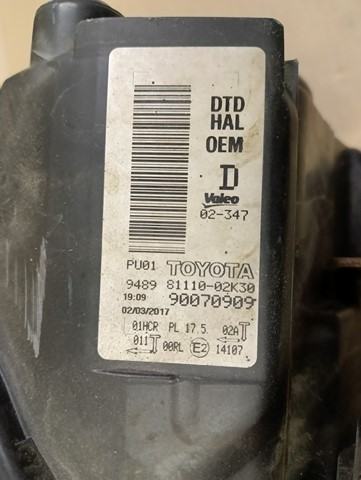 DTD
HAL
OEM
D
Valeo
02-347
PU01 TOYOTA
9489 81110-02K30
19:09 90070909
02/03/2017
01HCR PL 17.5 02A
011 00RL E2 14107